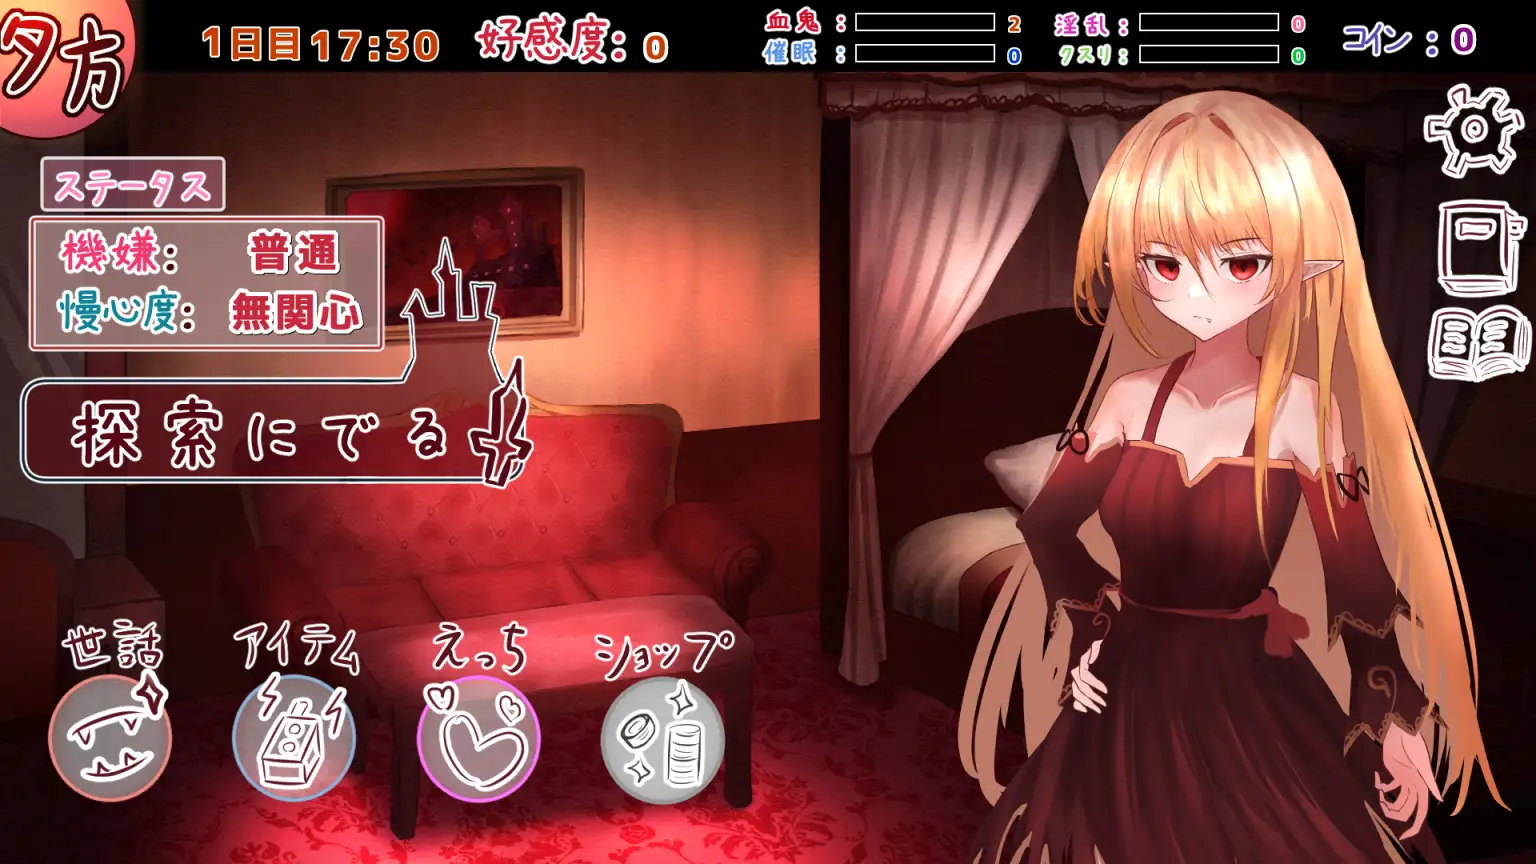 夕方
1日目17:30
好感度: 0
血鬼 : 2
淫乱 : 0
催眠 : 0
クスリ : 0
コイン : 0
ステータス
機嫌: 普通
慢心度: 無関心
探索にでる
世話
アイテム
えっち
ショップ